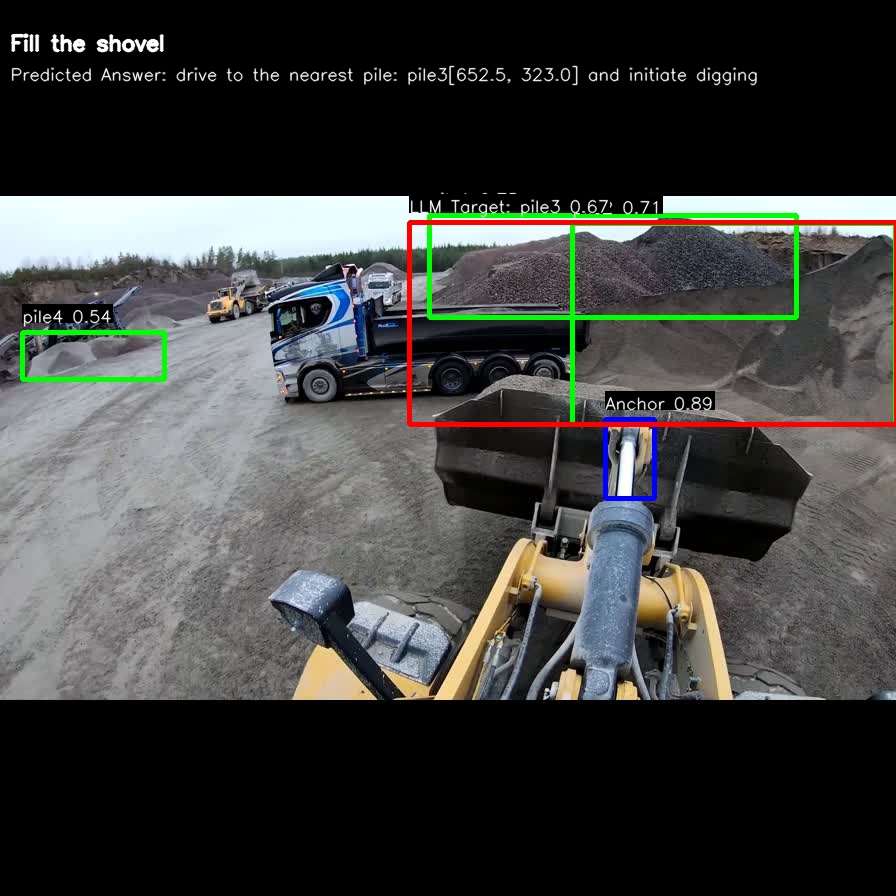 Fill the shovel
Predicted Answer: drive to the nearest pile: pile3[652.5, 323.0] and initiate digging
LLM Target: pile3 0.67 0.71
pile4 0.54
Anchor 0.89